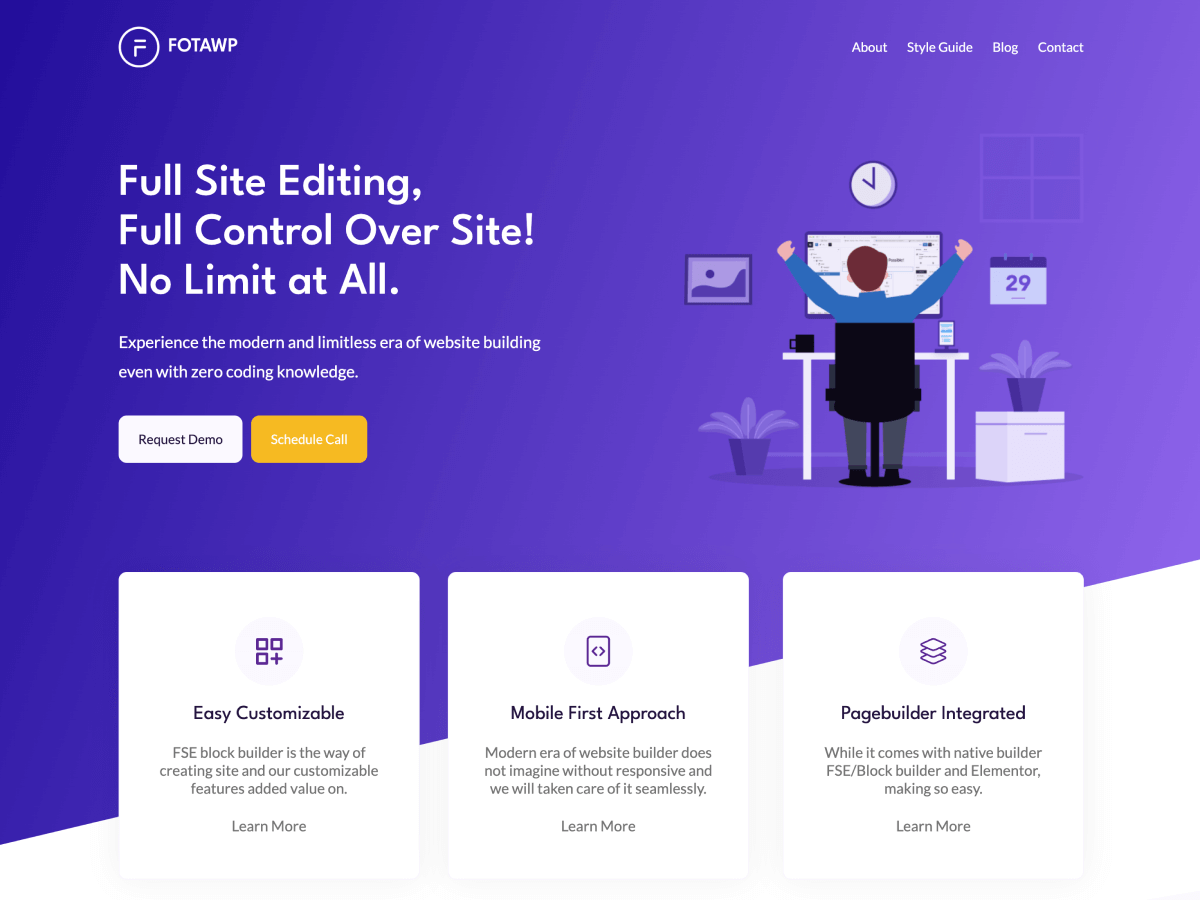 FOTAWP
About
Style Guide
Blog
Contact
Full Site Editing,
Full Control Over Site!
No Limit at All.
Experience the modern and limitless era of website building
even with zero coding knowledge.
Request Demo
Schedule Call
29
Easy Customizable
FSE block builder is the way of
creating site and our customizable
features added value on.
Learn More
Mobile First Approach
Modern era of website builder does
not imagine without responsive and
we will taken care of it seamlessly.
Learn More
Pagebuilder Integrated
While it comes with native builder
FSE/Block builder and Elementor,
making so easy.
Learn More